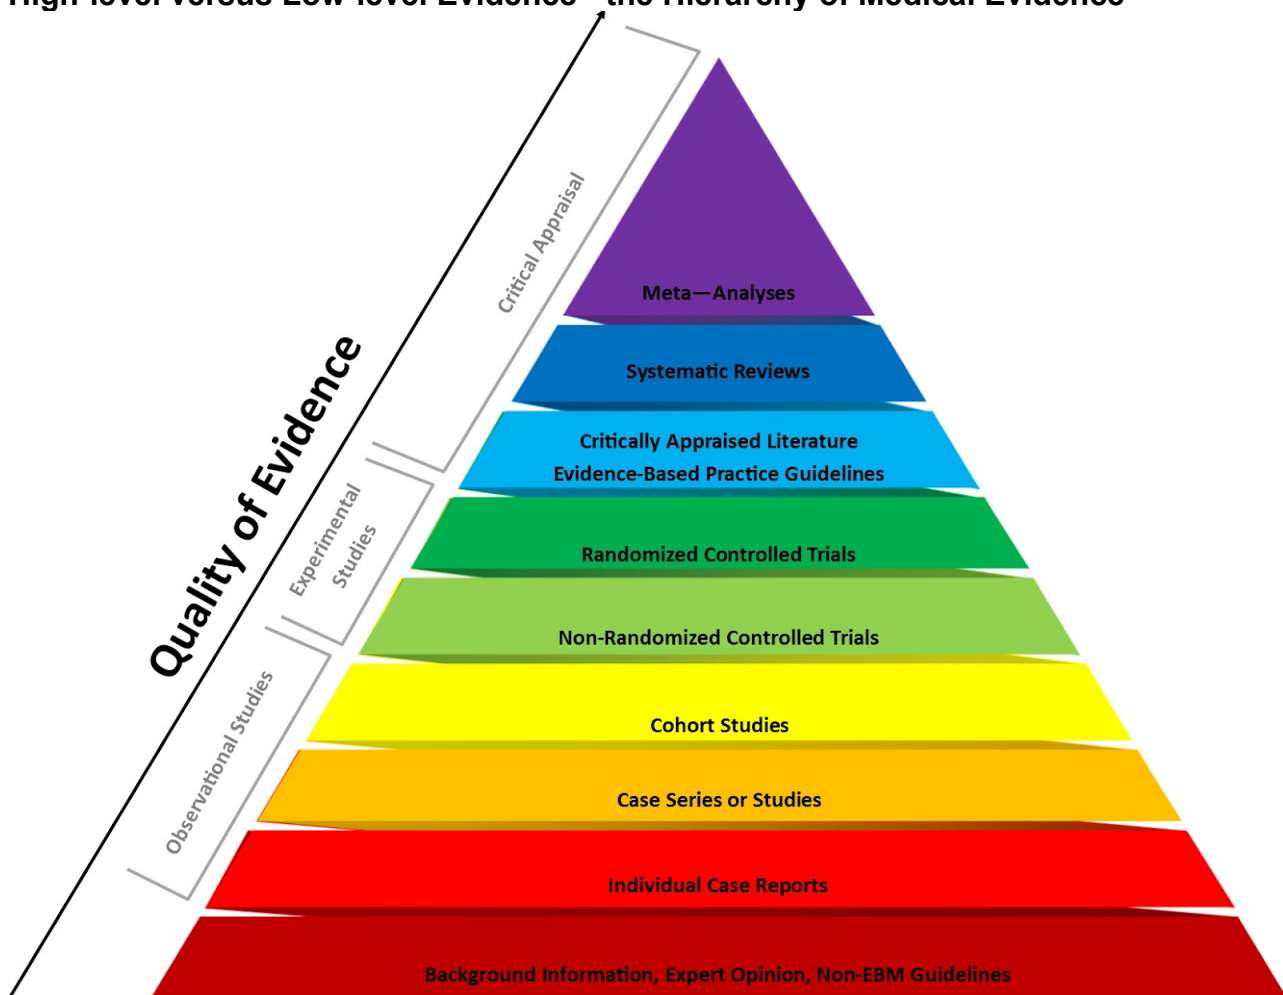 High-level versus Low-level Evidence - the Hierarchy of Medical Evidence
Quality of Evidence
Critical Appraisal
Experimental
Studies
Observational Studies
Meta—Analyses
Systematic Reviews
Critically Appraised Literature
Evidence-Based Practice Guidelines
Randomized Controlled Trials
Non-Randomized Controlled Trials
Cohort Studies
Case Series or Studies
Individual Case Reports
Background Information, Expert Opinion, Non-EBM Guidelines